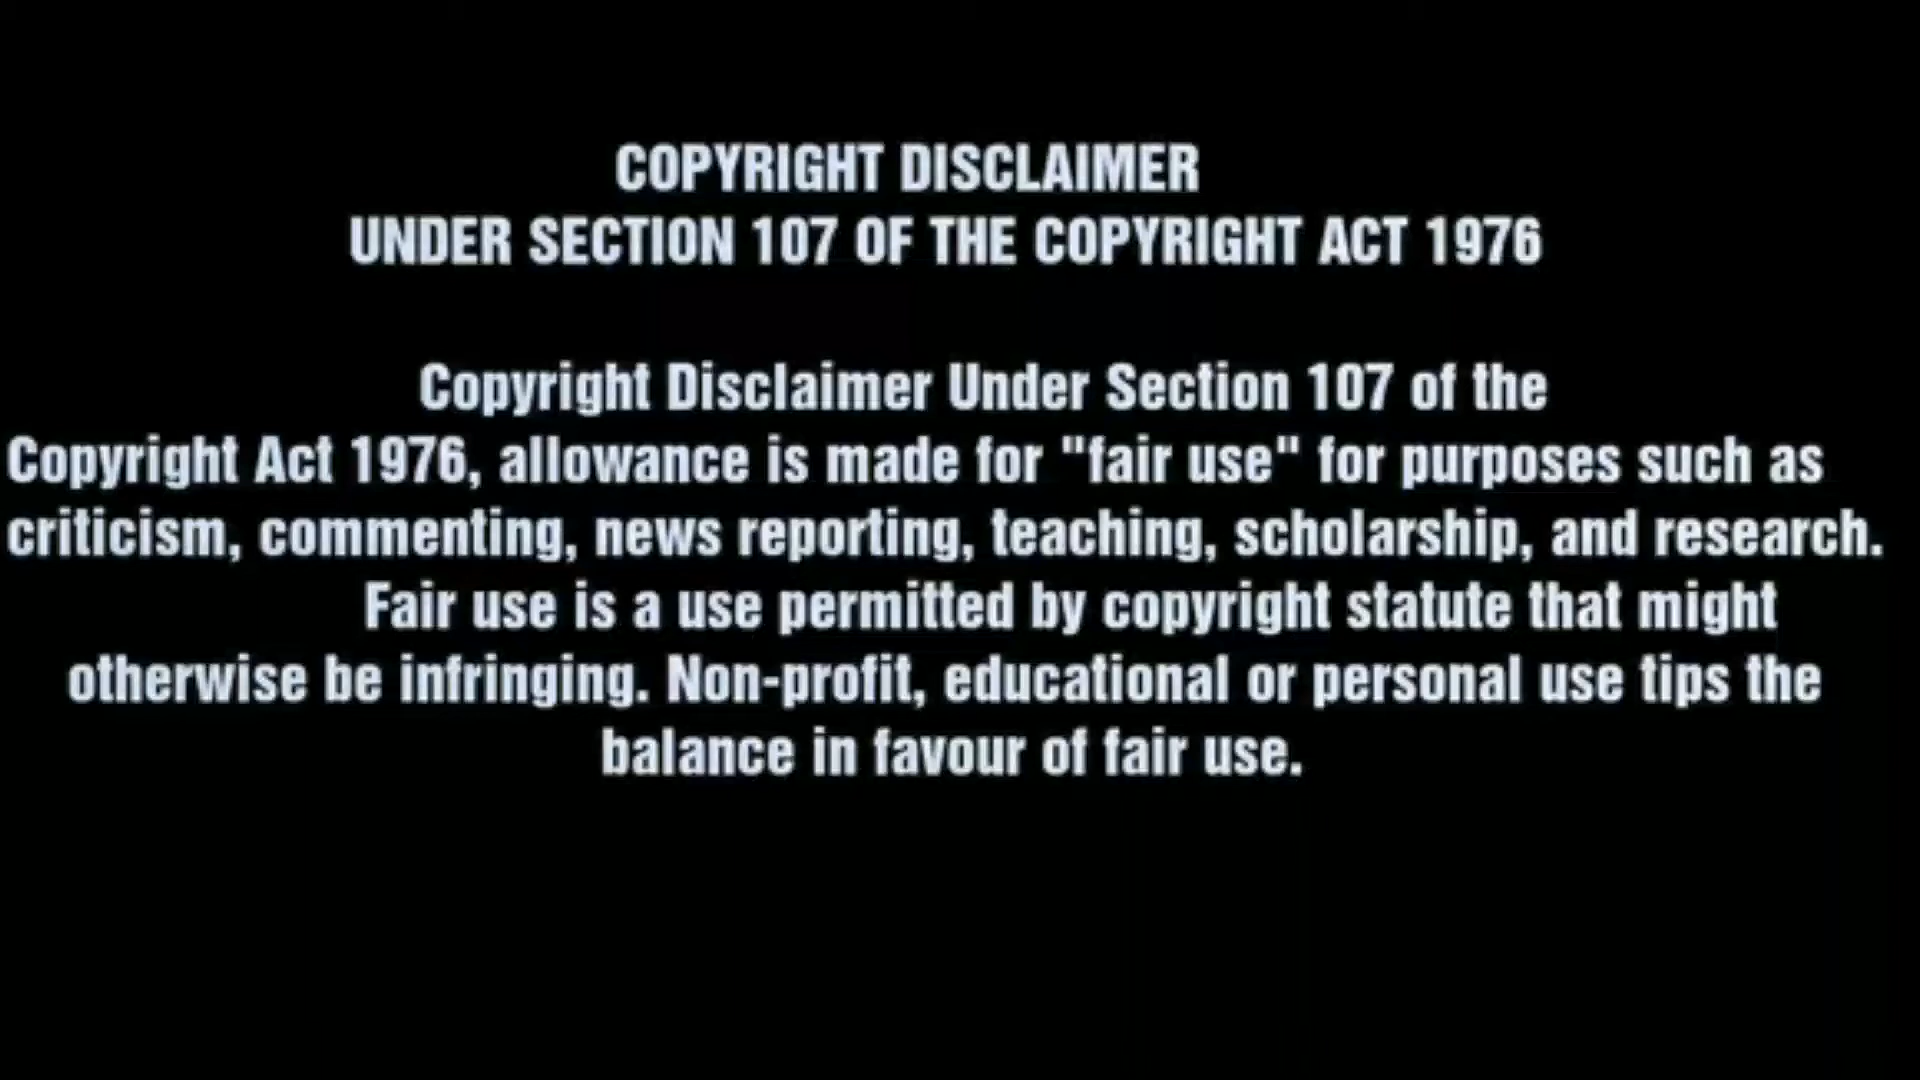 COPYRIGHT DISCLAIMER
UNDER SECTION 107 OF THE COPYRIGHT ACT 1976
Copyright Disclaimer Under Section 107 of the
Copyright Act 1976, allowance is made for "fair use" for purposes such as
criticism, commenting, news reporting, teaching, scholarship, and research.
Fair use is a use permitted by copyright statute that might
otherwise be infringing. Non-profit, educational or personal use tips the
balance in favour of fair use.